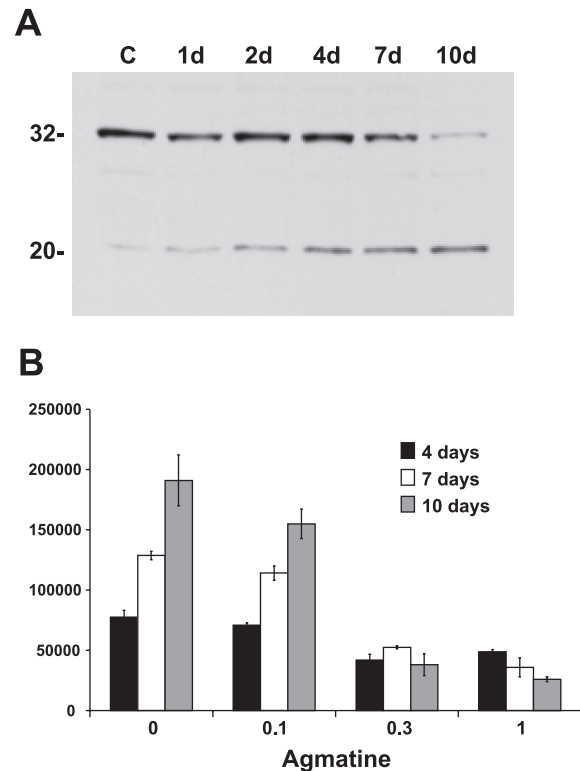 A
C 1d 2d 4d 7d 10d
32-
20-
B
250000
200000
150000
100000
50000
0
4 days
7 days
10 days
0 0.1 0.3 1
Agmatine